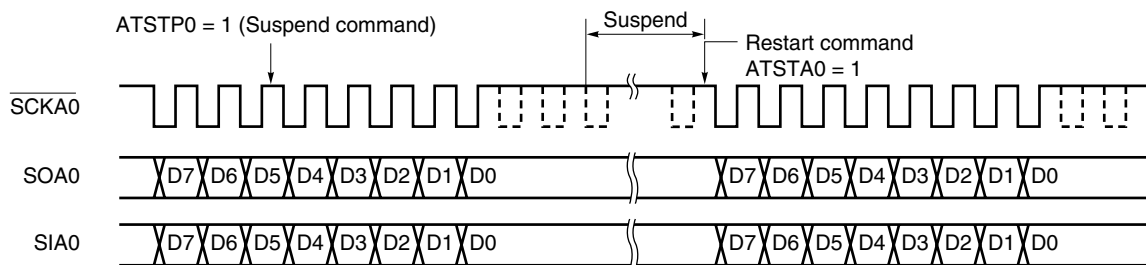 ATSTP0 = 1 (Suspend command)
Suspend
Restart command
ATSTA0 = 1
SCKA0
SOA0
D7 D6 D5 D4 D3 D2 D1 D0 D7 D6 D5 D4 D3 D2 D1 D0
SIA0
D7 D6 D5 D4 D3 D2 D1 D0 D7 D6 D5 D4 D3 D2 D1 D0